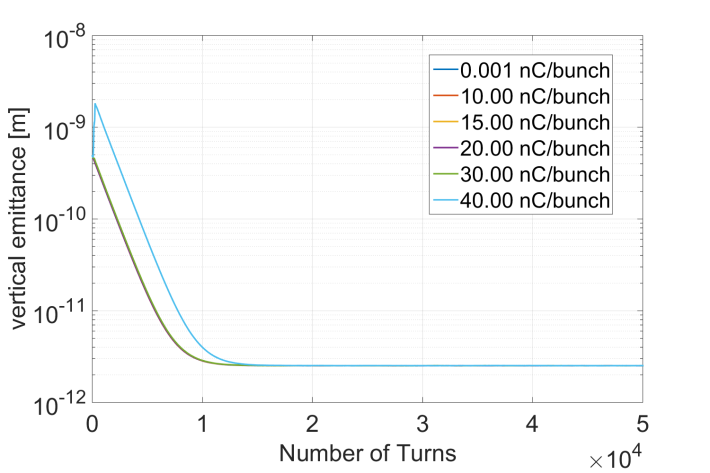 10^-8
10^-9
10^-10
10^-11
10^-12
vertical emittance [m]
0.001 nC/bunch
10.00 nC/bunch
15.00 nC/bunch
20.00 nC/bunch
30.00 nC/bunch
40.00 nC/bunch
0 1 2 3 4 5
Number of Turns
×10^4